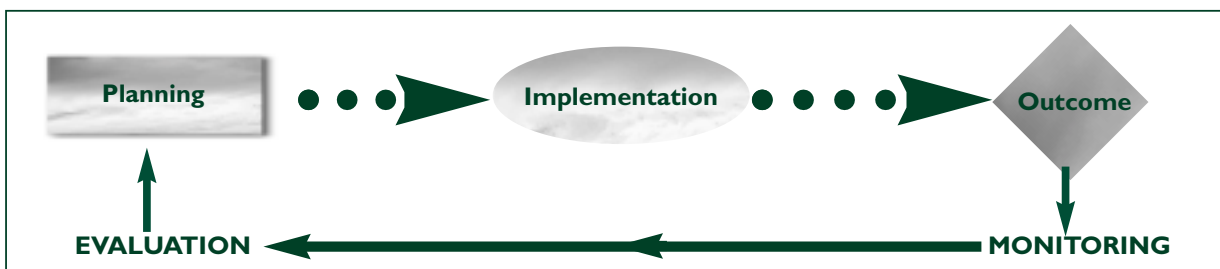 Planning
Implementation
Outcome
EVALUATION
MONITORING